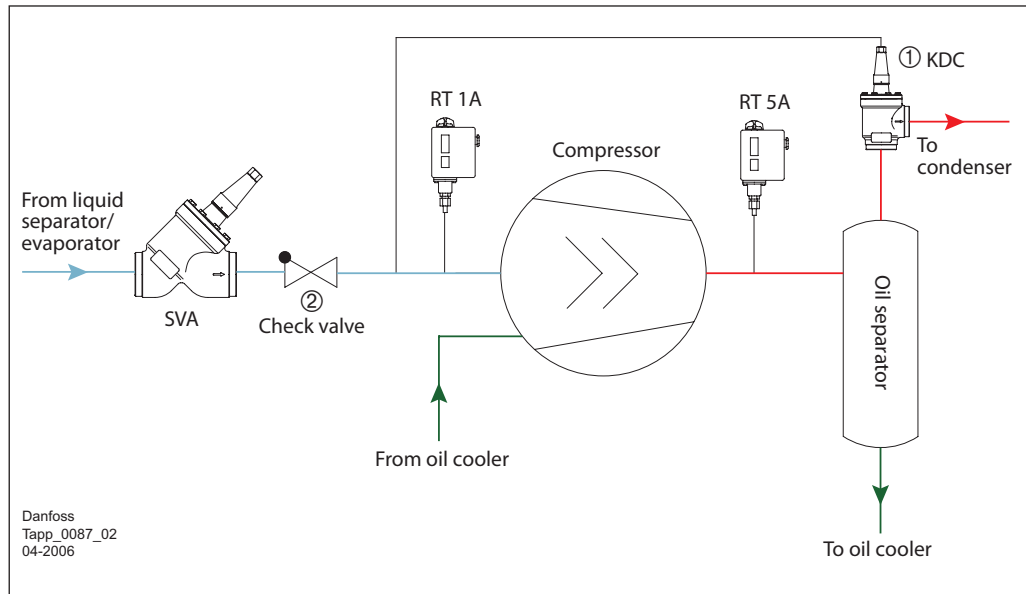 ① KDC
RT 1A
RT 5A
To
condenser
Compressor
From liquid
separator/
evaporator
SVA
②
Check valve
Oil separator
From oil cooler
To oil cooler
Danfoss
Tapp_0087_02
04-2006